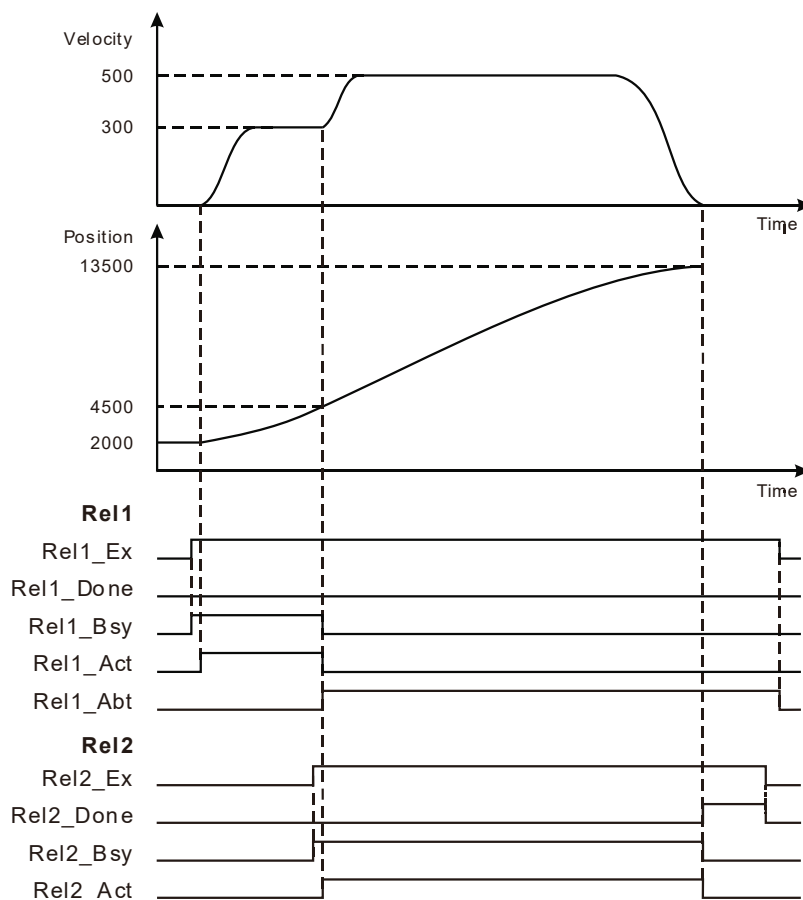 Velocity
500
300
Time
Position
13500
4500
2000
Time
Rel1
Rel1_Ex
Rel1_Done
Rel1_Bsy
Rel1_Act
Rel1_Abt
Rel2
Rel2_Ex
Rel2_Done
Rel2_Bsy
Rel2_Act